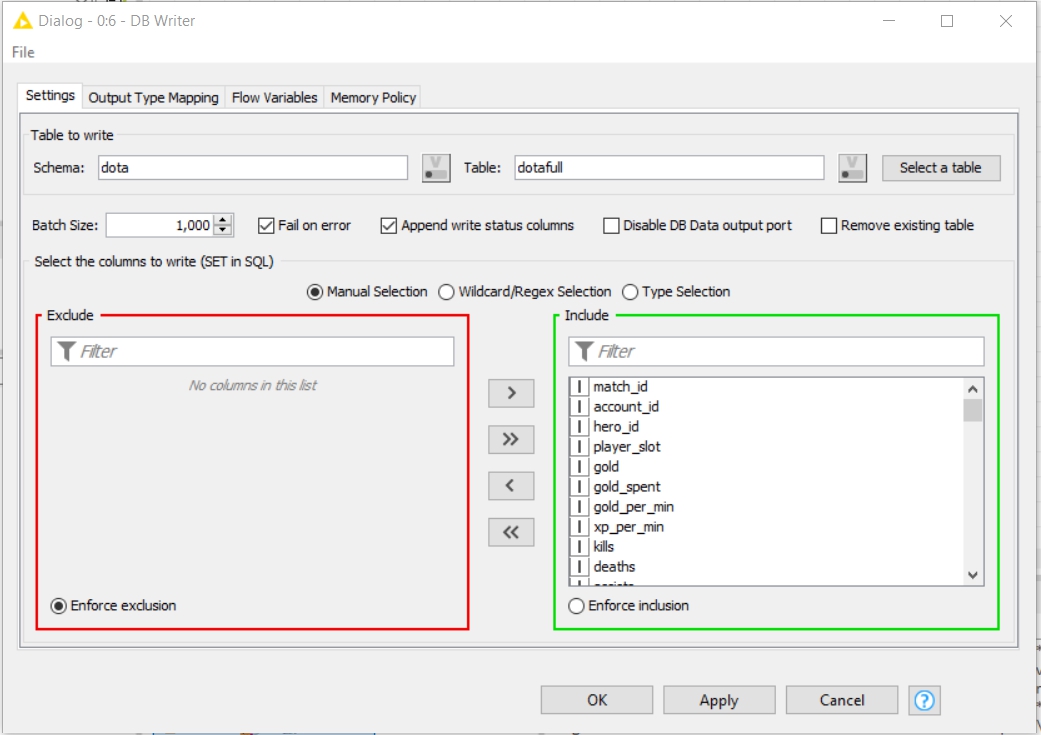 Dialog - 0:6 - DB Writer
File
Settings Output Type Mapping Flow Variables Memory Policy
Table to write
Schema: dota V Table: dotafull V Select a table
Batch Size: 1,000 Fail on error Append write status columns Disable DB Data output port Remove existing table
Select the columns to write (SET in SQL)
Manual Selection Wildcard/Regex Selection Type Selection
Exclude
Filter
No columns in this list
Enforce exclusion
>
>>
<
<<
Include
Filter
I match_id
I account_id
I hero_id
I player_slot
I gold
I gold_spent
I gold_per_min
I xp_per_min
I kills
I deaths
Enforce inclusion
OK Apply Cancel ?